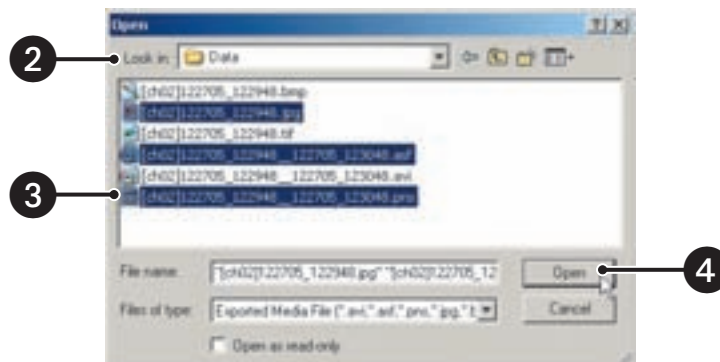 Open
2
Look in: Data
[ch02]122705_122948.bmp
[ch02]122705_122948.jpg
[ch02]122705_122948.tif
[ch02]122705_122948__122705_123048.asf
[ch02]122705_122948__122705_123048.avi
3
[ch02]122705_122948__122705_123048.pns
File name: "[ch02]122705_122948.jpg" "[ch02]122705_12
Open
4
Files of type: Exported Media File (*.avi,*.asf,*.pns,*.jpg,*.
Cancel
Open as read-only